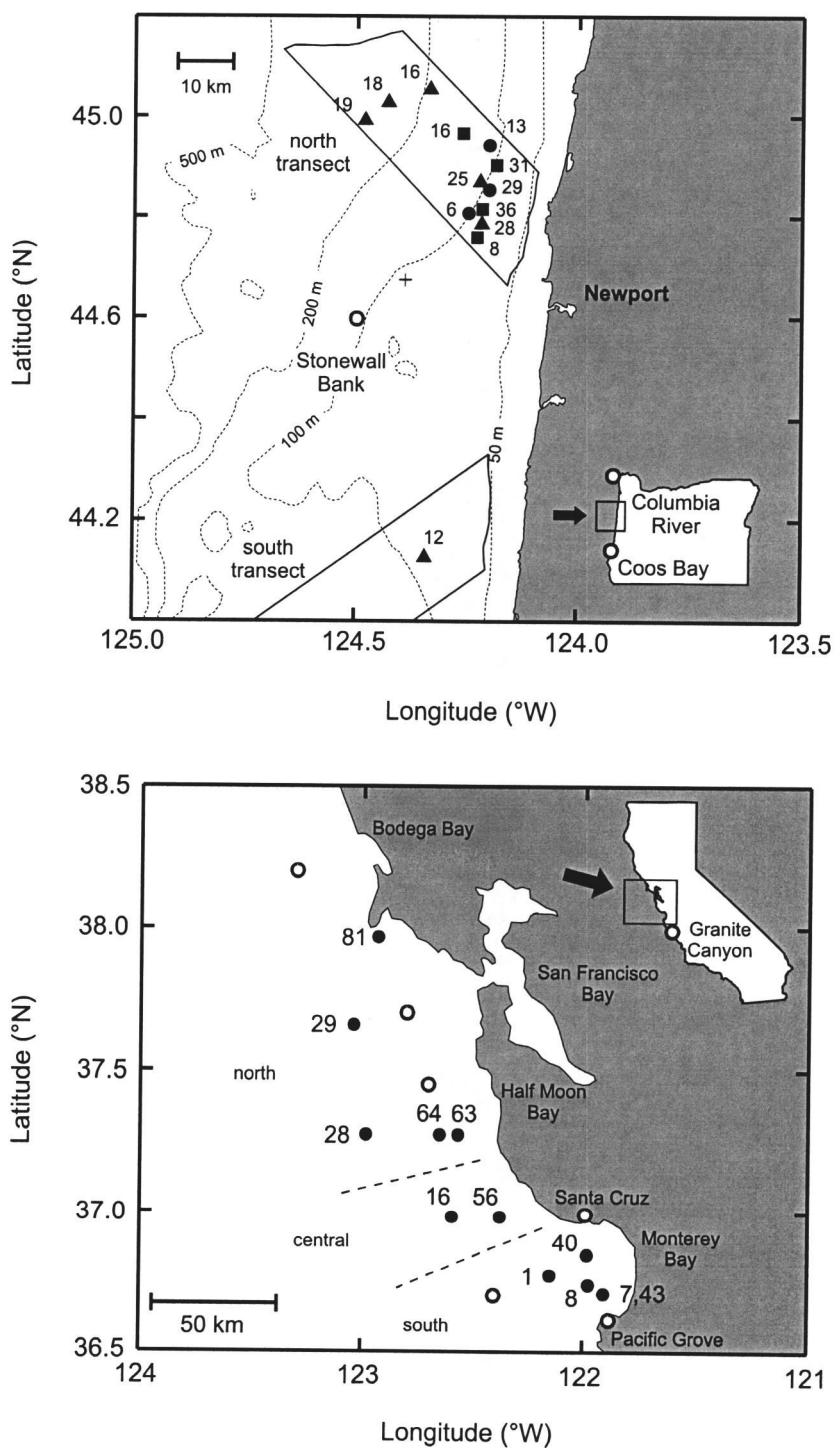 10 km
16
18
19
45.0
13
16
north
transect
31
500 m
25
29
6
36
28
8
200 m
Newport
44.6
Stonewall
Bank
100 m
50 m
Columbia
River
44.2
12
south
transect
Coos Bay
125.0
124.5
124.0
123.5
Latitude (°N)
Longitude (°W)
38.5
Bodega Bay
38.0
81
Granite
Canyon
San Francisco
Bay
29
37.5
north
Half Moon
Bay
64
63
28
Latitude (°N)
37.0
16
56
Santa Cruz
central
40
Monterey
Bay
1
8
7,43
50 km
south
36.5
Pacific Grove
124
123
122
121
Longitude (°W)